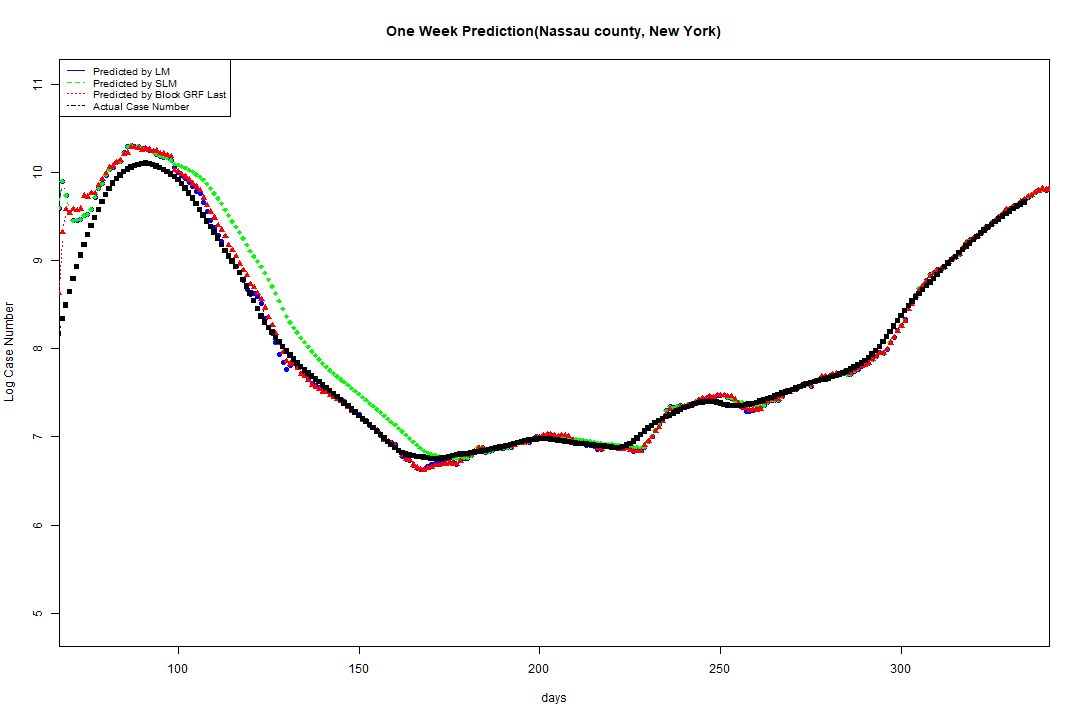 One Week Prediction(Nassau county, New York)
Predicted by LM
Predicted by SLM
Predicted by Block GRF Last
Actual Case Number
11
10
9
8
7
6
5
Log Case Number
100 150 200 250 300
days